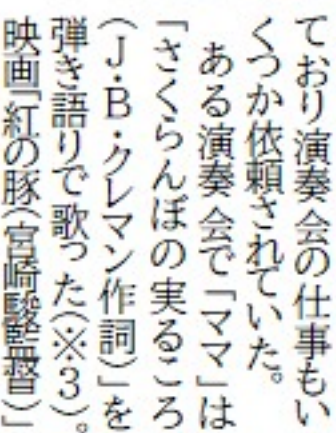 ており演奏会の仕事もい
くつか依頼されていた。
ある演奏会で「ママ」は
「さくらんぼの実るころ
（J・B・クレマン作詞）」を
弾き語りで歌った（※3）。
映画「紅の豚（宮崎駿監督）」